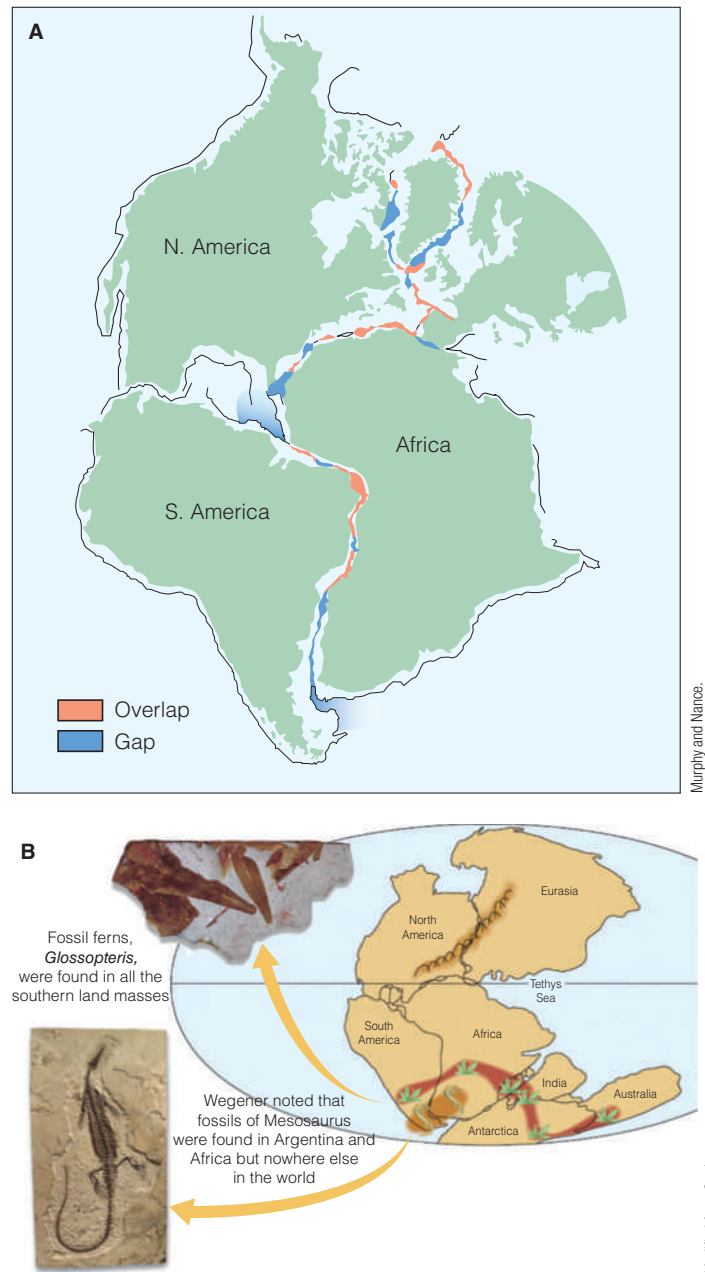 A
N. America
Africa
S. America
Overlap
Gap
Murphy and Nance.
B
Fossil ferns,
Glossopteris,
were found in all the
southern land masses
Eurasia
North
America
Tethys
Sea
South
America
Africa
India
Australia
Antarctica
Wegener noted that
fossils of Mesosaurus
were found in Argentina and
Africa but nowhere else
in the world